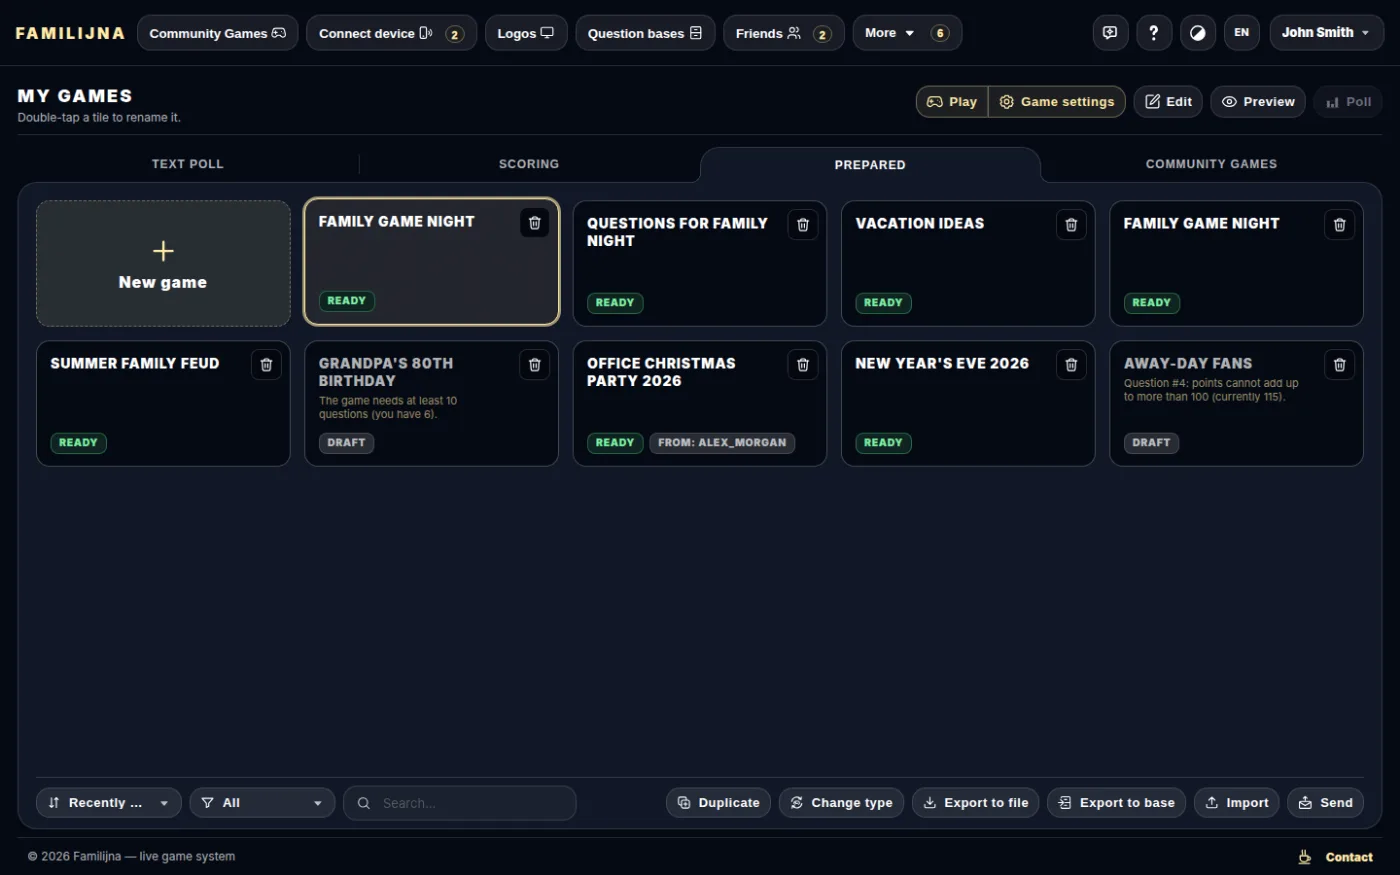 FAMILIJNA
Community Games
Connect device 2
Logos
Question bases
Friends 2
More 6
?
EN
John Smith
MY GAMES
Double-tap a tile to rename it.
Play
Game settings
Edit
Preview
Poll
TEXT POLL
SCORING
PREPARED
COMMUNITY GAMES
New game
FAMILY GAME NIGHT
READY
QUESTIONS FOR FAMILY
NIGHT
READY
VACATION IDEAS
READY
FAMILY GAME NIGHT
READY
SUMMER FAMILY FEUD
READY
GRANDPA'S 80TH
BIRTHDAY
The game needs at least 10
questions (you have 6).
DRAFT
OFFICE CHRISTMAS
PARTY 2026
READY
FROM: ALEX_MORGAN
NEW YEAR'S EVE 2026
READY
AWAY-DAY FANS
Question #4: points cannot add up
to more than 100 (currently 115).
DRAFT
Recently ...
All
Search...
Duplicate
Change type
Export to file
Export to base
Import
Send
© 2026 Familijna — live game system
Contact